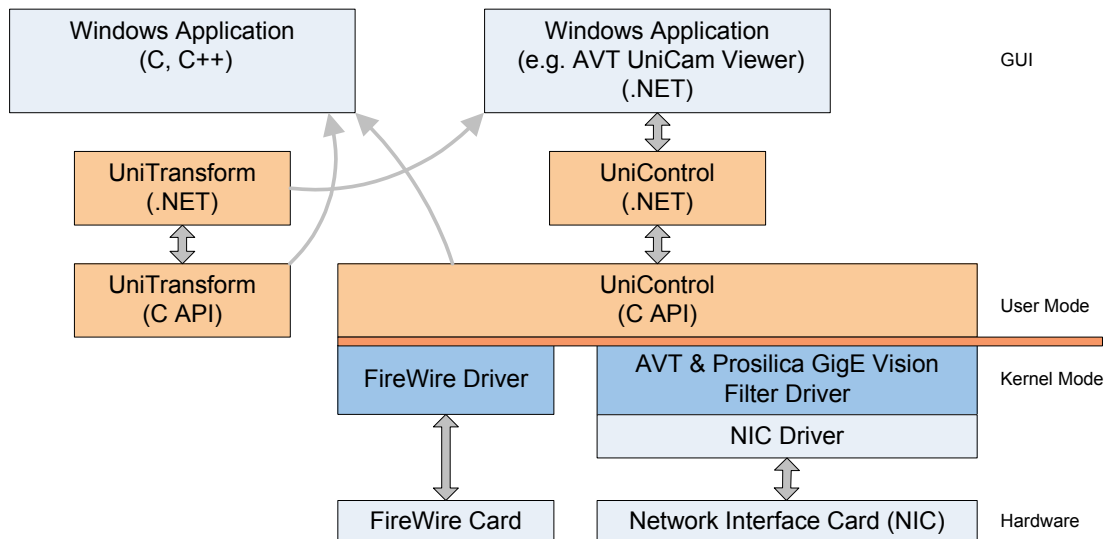 Windows Application
(C, C++)
Windows Application
(e.g. AVT UniCam Viewer)
(.NET)
GUI
UniTransform
(.NET)
UniControl
(.NET)
UniTransform
(C API)
UniControl
(C API)
User Mode
FireWire Driver
AVT & Prosilica GigE Vision
Filter Driver
Kernel Mode
NIC Driver
FireWire Card
Network Interface Card (NIC)
Hardware